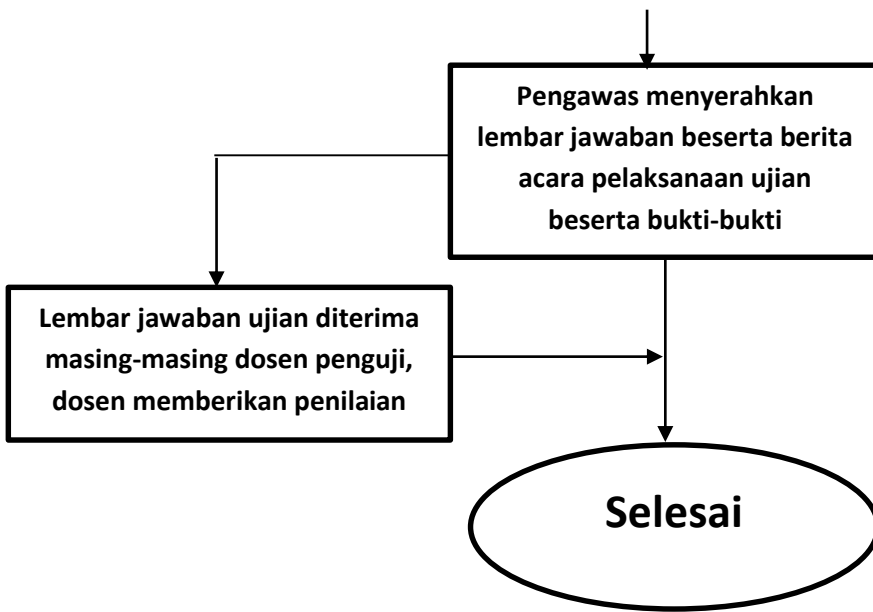 Pengawas menyerahkan
lembar jawaban beserta berita
acara pelaksanaan ujian
beserta bukti-bukti
Lembar jawaban ujian diterima
masing-masing dosen penguji,
dosen memberikan penilaian
Selesai